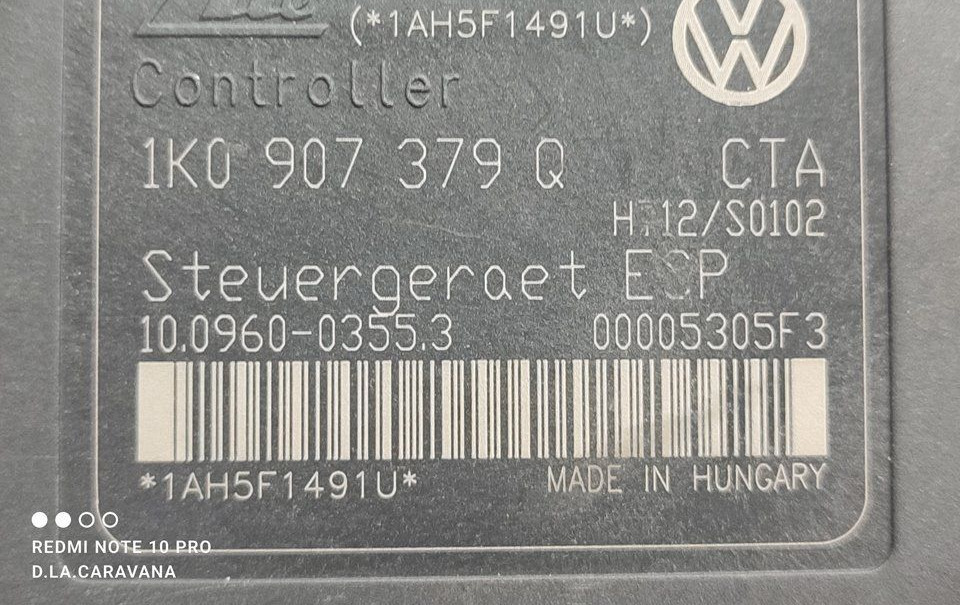 (*1AH5F1491U*)
Controller
1K0 907 379 Q CTA
12/S0102
Steuergeraet ESP
10.0960-0355.3 00005305F3
*1AH5F1491U*
MADE IN HUNGARY
REDMI NOTE 10 PRO
D.LA.CARAVANA